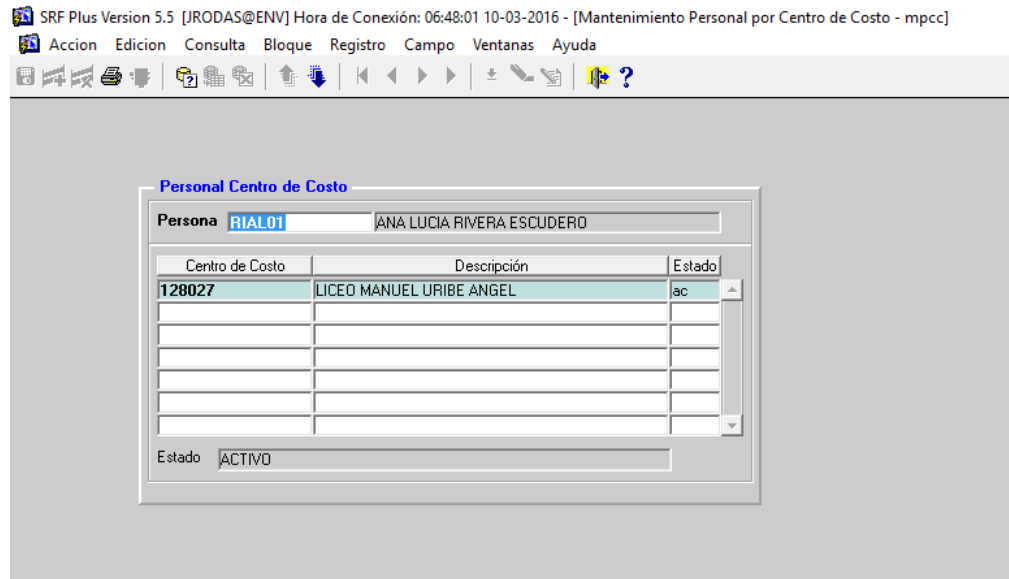 SRF Plus Version 5.5 [JRODAS@ENV] Hora de Conexión: 06:48:01 10-03-2016 - [Mantenimiento Personal por Centro de Costo - mpcc]
Accion Edicion Consulta Bloque Registro Campo Ventanas Ayuda
Personal Centro de Costo
Persona RIAL01 ANA LUCIA RIVERA ESCUDERO
Centro de Costo Descripción Estado
128027 LICEO MANUEL URIBE ANGEL ac
Estado ACTIVO